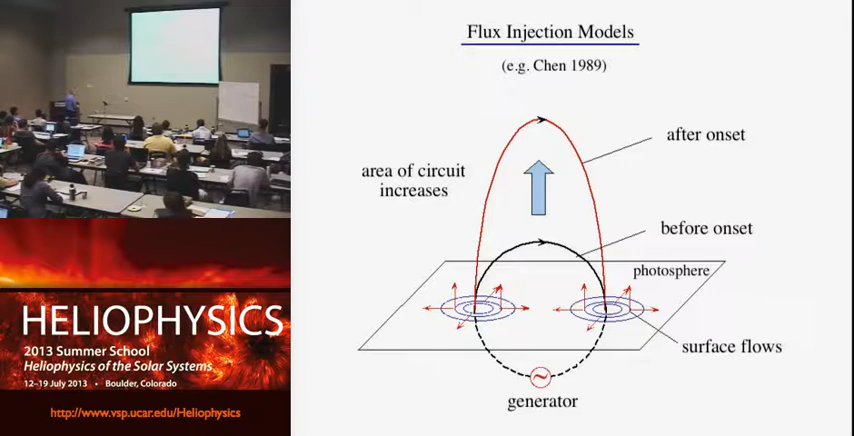 HELIOPHYSICS
2013 Summer School
Heliophysics of the Solar Systems
12–19 July 2013 • Boulder, Colorado
http://www.vsp.ucar.edu/Heliophysics
Flux Injection Models
(e.g. Chen 1989)
after onset
area of circuit
increases
before onset
photosphere
surface flows
generator